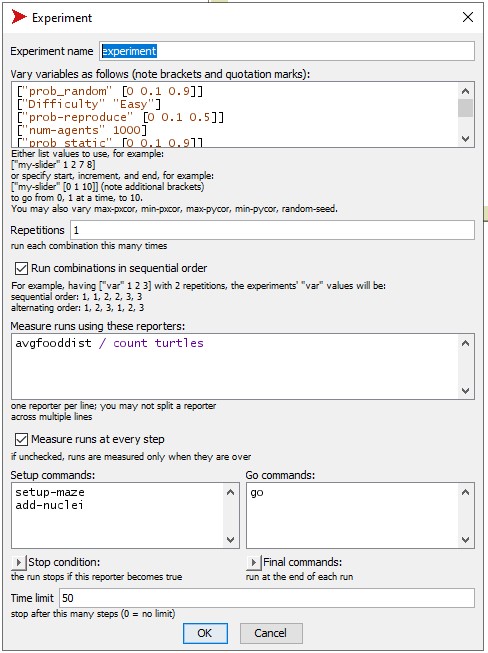 Experiment
Experiment name experiment
Vary variables as follows (note brackets and quotation marks):
["prob_random" [0 0.1 0.9]]
["Difficulty" "Easy"]
["prob-reproduce" [0 0.1 0.5]]
["num-agents" 1000]
["prob static" [0 0.1 0.9]]
Either list values to use, for example:
["my-slider" 1 2 7 8]
or specify start, increment, and end, for example:
["my-slider" [0 1 10]] (note additional brackets)
to go from 0, 1 at a time, to 10.
You may also vary max-pxcor, min-pxcor, max-pycor, min-pycor, random-seed.
Repetitions 1
run each combination this many times
Run combinations in sequential order
For example, having ["var" 1 2 3] with 2 repetitions, the experiments' "var" values will be:
sequential order: 1, 1, 2, 2, 3, 3
alternating order: 1, 2, 3, 1, 2, 3
Measure runs using these reporters:
avgfooddist / count turtles
one reporter per line; you may not split a reporter
across multiple lines
Measure runs at every step
if unchecked, runs are measured only when they are over
Setup commands:
setup-maze
add-nuclei
Go commands:
go
Stop condition:
the run stops if this reporter becomes true
Final commands:
run at the end of each run
Time limit 50
stop after this many steps (0 = no limit)
OK
Cancel